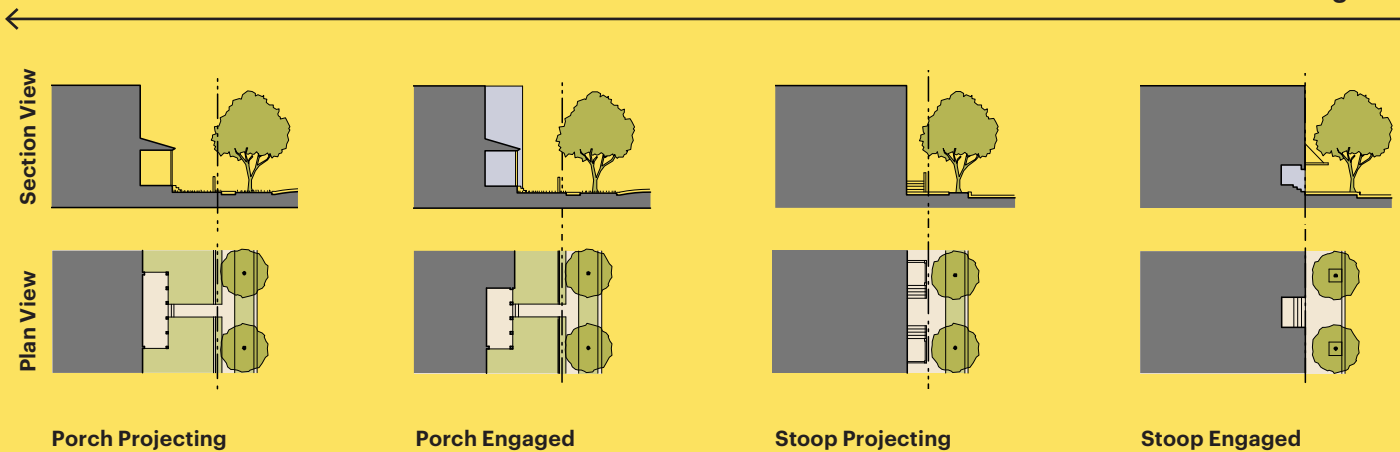 Section View
Plan View
Porch Projecting
Porch Engaged
Stoop Projecting
Stoop Engaged